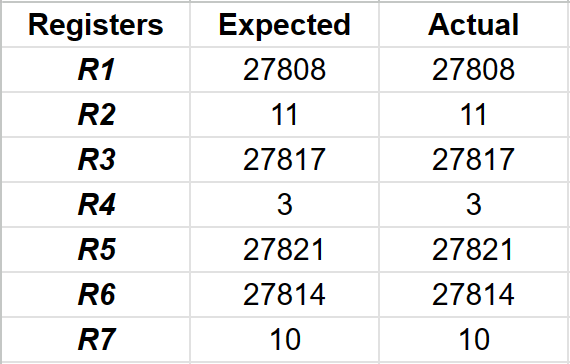 Registers Expected Actual
R1 27808 27808
R2 11 11
R3 27817 27817
R4 3 3
R5 27821 27821
R6 27814 27814
R7 10 10